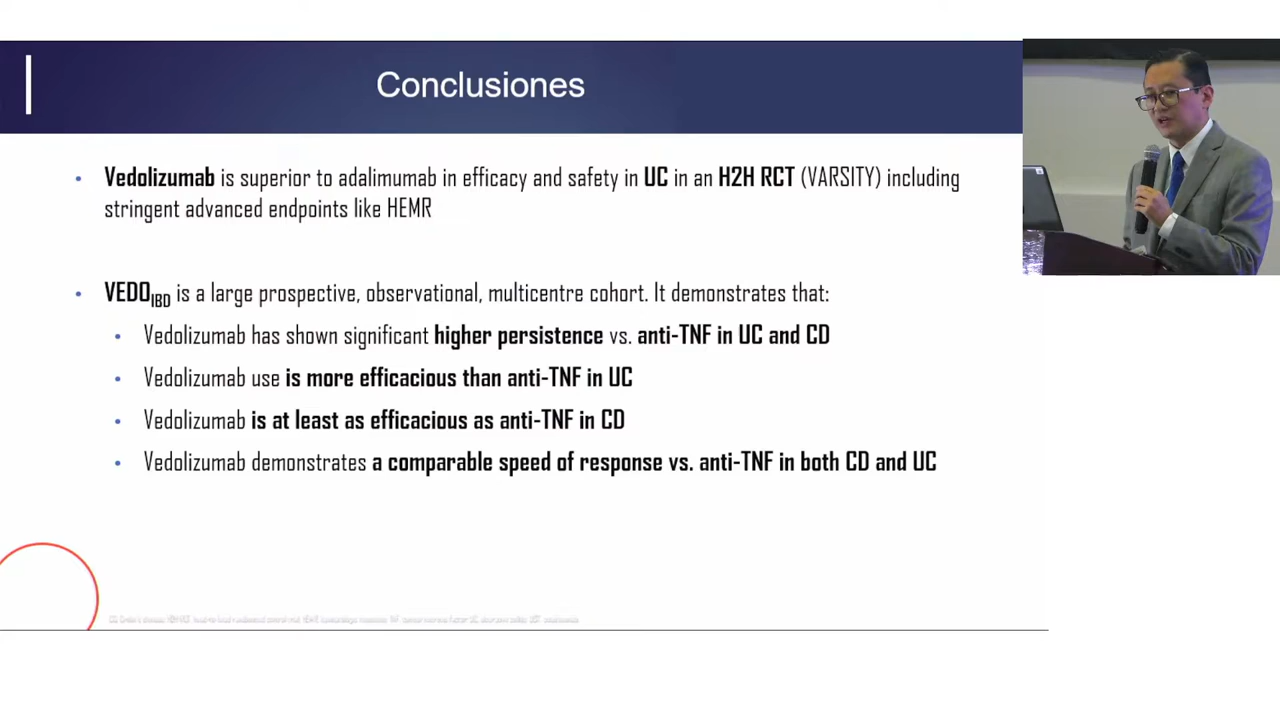 Conclusiones
• Vedolizumab is superior to adalimumab in efficacy and safety in UC in an H2H RCT (VARSITY) including
stringent advanced endpoints like HEMR
• VEDOIBD is a large prospective, observational, multicentre cohort. It demonstrates that:
• Vedolizumab has shown significant higher persistence vs. anti-TNF in UC and CD
• Vedolizumab use is more efficacious than anti-TNF in UC
• Vedolizumab is at least as efficacious as anti-TNF in CD
• Vedolizumab demonstrates a comparable speed of response vs. anti-TNF in both CD and UC